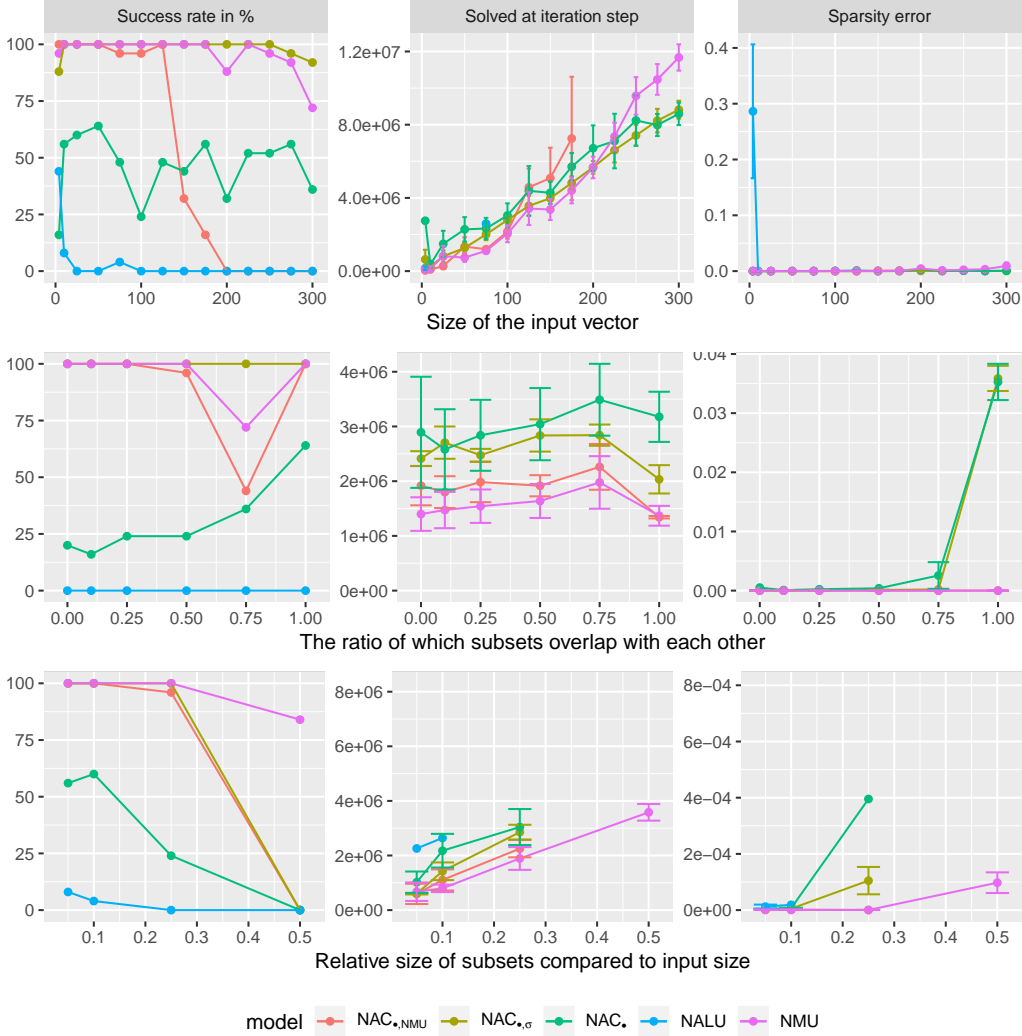 Success rate in % Solved at iteration step Sparsity error
100
75
50
25
0
0 100 200 300
1.2e+07
8.0e+06
4.0e+06
0.0e+00
0 100 200 300
0.4
0.3
0.2
0.1
0.0
0 100 200 300
Size of the input vector
100
75
50
25
0
0.00 0.25 0.50 0.75 1.00
4e+06
3e+06
2e+06
1e+06
0e+00
0.00 0.25 0.50 0.75 1.00
0.04
0.03
0.02
0.01
0.00
0.00 0.25 0.50 0.75 1.00
The ratio of which subsets overlap with each other
100
75
50
25
0
0.1 0.2 0.3 0.4 0.5
8e+06
6e+06
4e+06
2e+06
0e+00
0.1 0.2 0.3 0.4 0.5
8e−04
6e−04
4e−04
2e−04
0e+00
0.1 0.2 0.3 0.4 0.5
Relative size of subsets compared to input size
model NAC•,NMU NAC•,σ NAC• NALU NMU